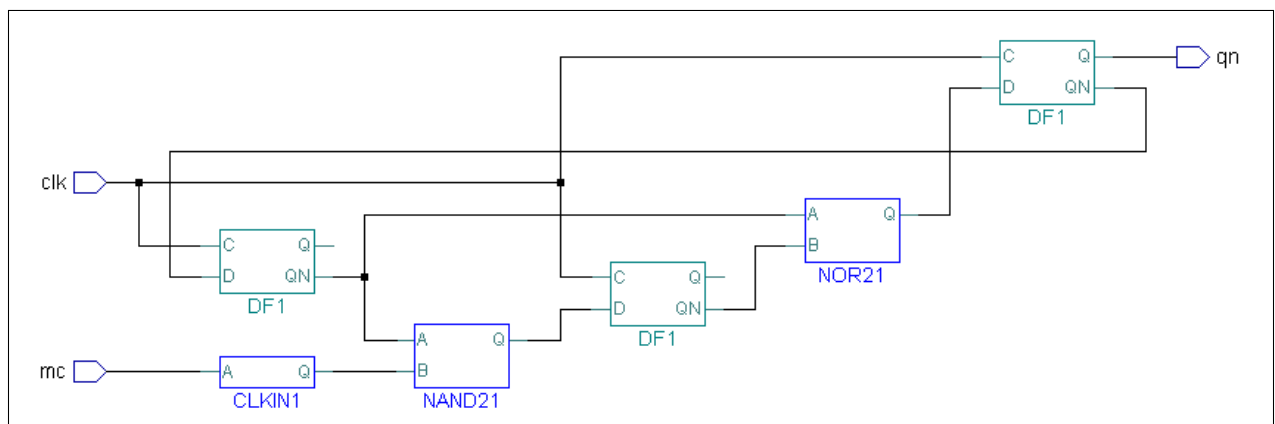 C Q
D QN
DF1
qn
clk
C Q
D QN
DF1
A Q
B
NOR21
C Q
D QN
DF1
A Q
B
NAND21
mc
A Q
CLKIN1